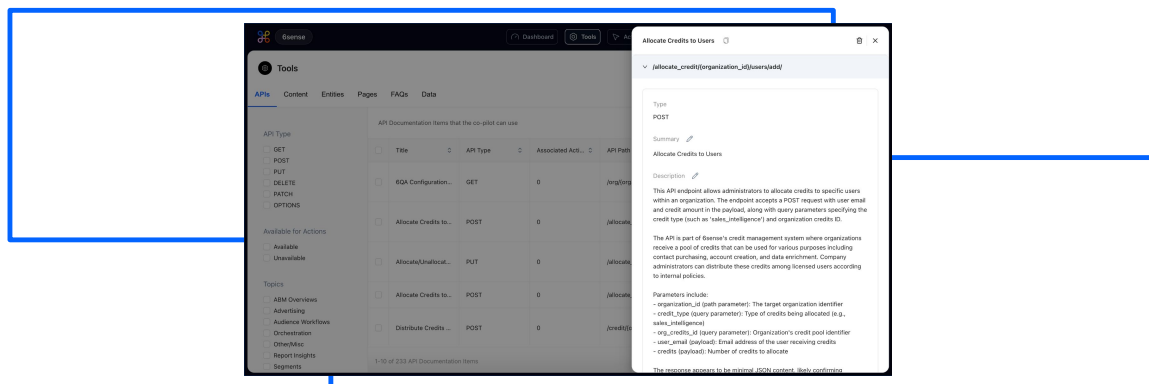 6sense
Dashboard
Tools
Tools
APIs Content Entities Pages FAQs Data
API Type
GET
POST
PUT
DELETE
PATCH
OPTIONS
Available for Actions
Available
Unavailable
Topics
ABM Overviews
Advertising
Audience Workflows
Orchestration
Other/Misc
Report Insights
Segments
API Documentation Items that the co-pilot can use
Title API Type Associated Acti... API Path
6QA Configuration... GET 0 /org/{org
Allocate Credits to... POST 0 /allocate_
Allocate/Unallocat... PUT 0 /allocate_
Allocate Credits to... POST 0 /allocate_
Distribute Credits ... POST 0
1-10 of 233 API Documentation Items
Allocate Credits to Users
/allocate_credit/{organization_id}/users/add/
Type
POST
Summary
Allocate Credits to Users
Description
This API endpoint allows administrators to allocate credits to specific users
within an organization. The endpoint accepts a POST request with user email
and credit amount in the payload, along with query parameters specifying the
credit type (such as 'sales_intelligence') and organization credits ID.
The API is part of 6sense's credit management system where organizations
receive a pool of credits that can be used for various purposes including
contact purchasing, account creation, and data enrichment. Company
administrators can distribute these credits among licensed users according
to internal policies.
Parameters include:
- organization_id (path parameter): The target organization identifier
- credit_type (query parameter): Type of credits being allocated (e.g.,
sales_intelligence)
- org_credits_id (query parameter): Organization's credit pool identifier
- user_email (payload): Email address of the user receiving credits
- credits (payload): Number of credits to allocate
The response appears to be minimal JSON content, likely confirming